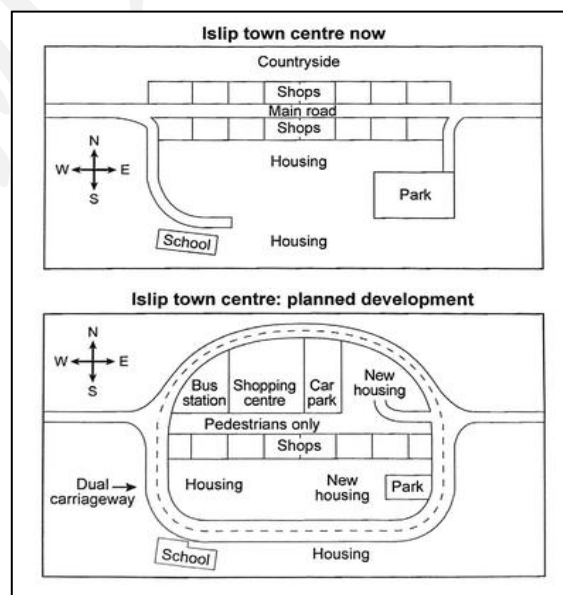 Islip town centre now
Countryside
Shops
Main road
Shops
N
W E
S
Housing
Park
School
Housing
Islip town centre: planned development
N
W E
S
Bus station
Shopping centre
Car park
New housing
Pedestrians only
Shops
Dual carriageway
Housing
New housing
Park
School
Housing